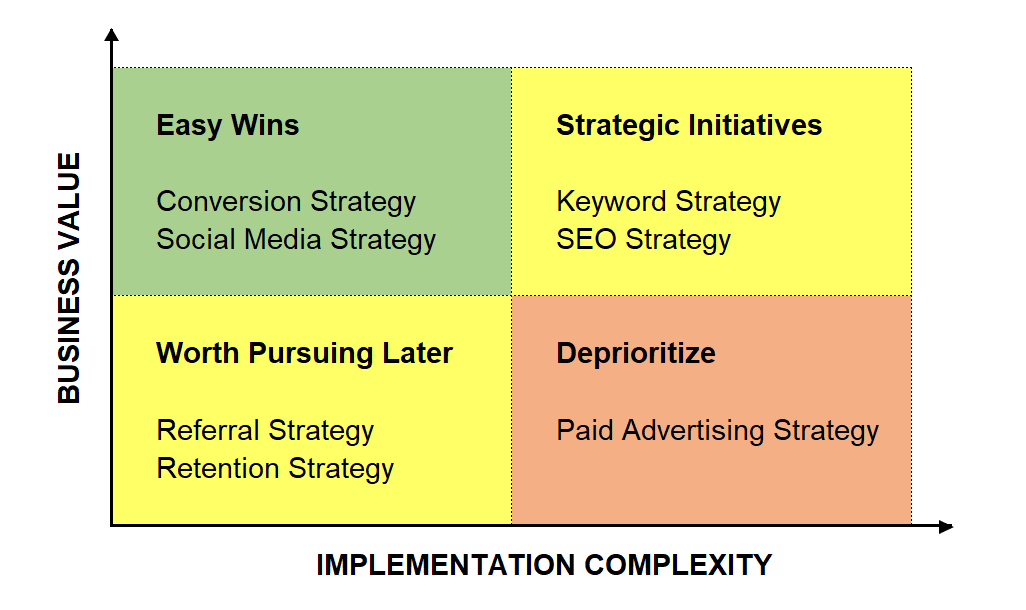 BUSINESS VALUE
Easy Wins
Conversion Strategy
Social Media Strategy
Strategic Initiatives
Keyword Strategy
SEO Strategy
Worth Pursuing Later
Referral Strategy
Retention Strategy
Deprioritize
Paid Advertising Strategy
IMPLEMENTATION COMPLEXITY